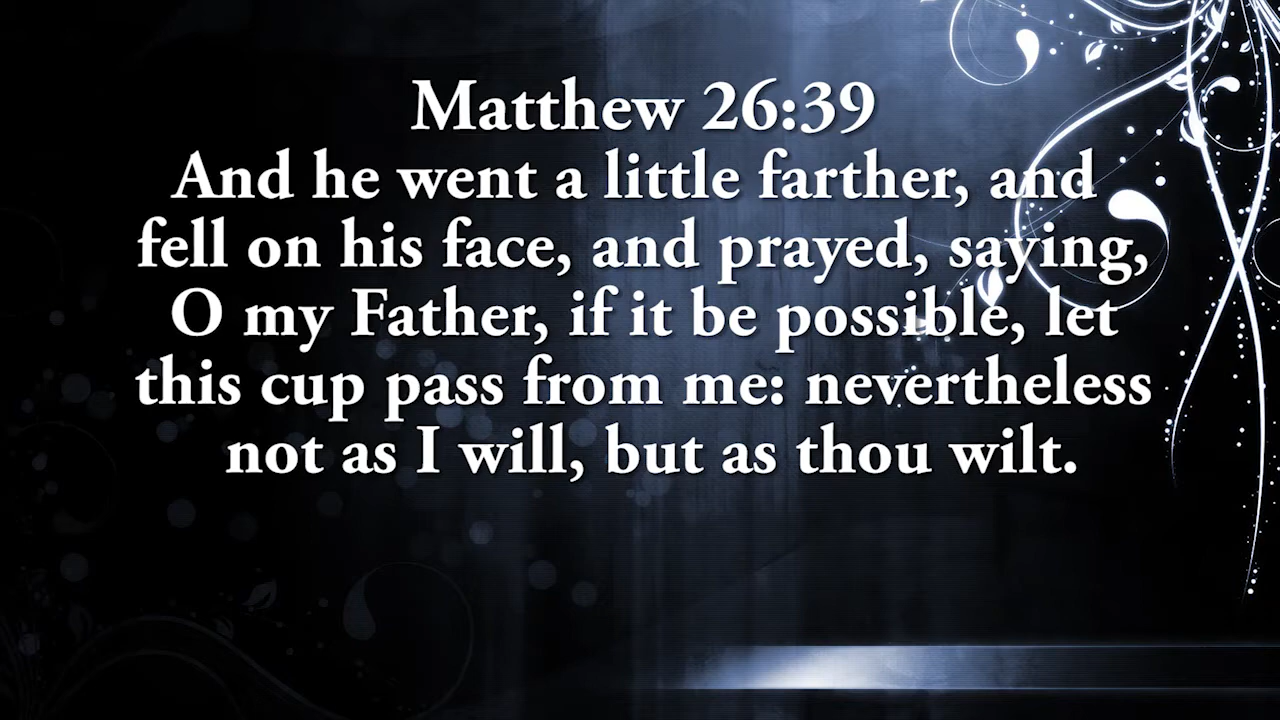 Matthew 26:39
And he went a little farther, and
fell on his face, and prayed, saying,
O my Father, if it be possible, let
this cup pass from me: nevertheless
not as I will, but as thou wilt.